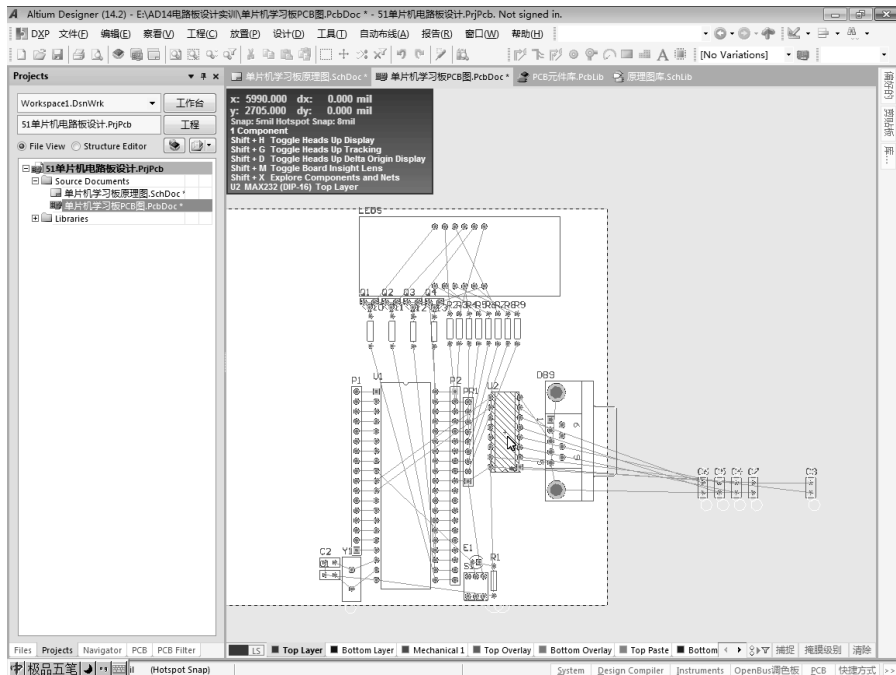 Altium Designer (14.2) - E:\AD14电路板设计实训\单片机学习板PCB图.PcbDoc * - 51单片机电路板设计.PrjPcb. Not signed in.
DXP 文件(F) 编辑(E) 察看(V) 工程(C) 放置(P) 设计(D) 工具(T) 自动布线(A) 报告(R) 窗口(W) 帮助(H)
[No Variations]
Projects
单片机学习板原理图.SchDoc * 单片机学习板PCB图.PcbDoc * PCB元件库.PcbLib 原理图库.SchLib
Workspace1.DsnWrk 工作台
51单片机电路板设计.PrjPcb 工程
File View Structure Editor
51单片机电路板设计.PrjPcb
Source Documents
单片机学习板原理图.SchDoc *
单片机学习板PCB图.PcbDoc *
Libraries
x: 5990.000 dx: 0.000 mil
y: 2705.000 dy: 0.000 mil
Snap: 5mil Hotspot Snap: 8mil
1 Component
Shift + H Toggle Heads Up Display
Shift + G Toggle Heads Up Tracking
Shift + D Toggle Heads Up Delta Origin Display
Shift + M Toggle Board Insight Lens
Shift + X Explore Components and Nets
U2 MAX232 (DIP-16) Top Layer
偏好的
剪贴板
库...
LEDS
Q1 Q2 Q3 Q4
P1 U1 P2 PR1 U2 DB9
C6 C5 C4 C7 C3
C2 Y1 E1 R1
Files Projects Navigator PCB PCB Filter
LS Top Layer Bottom Layer Mechanical 1 Top Overlay Bottom Overlay Top Paste Bottom 捕捉 掩膜级别 清除
中 极品五笔 (Hotspot Snap) System Design Compiler Instruments OpenBus调色板 PCB 快捷方式 >>